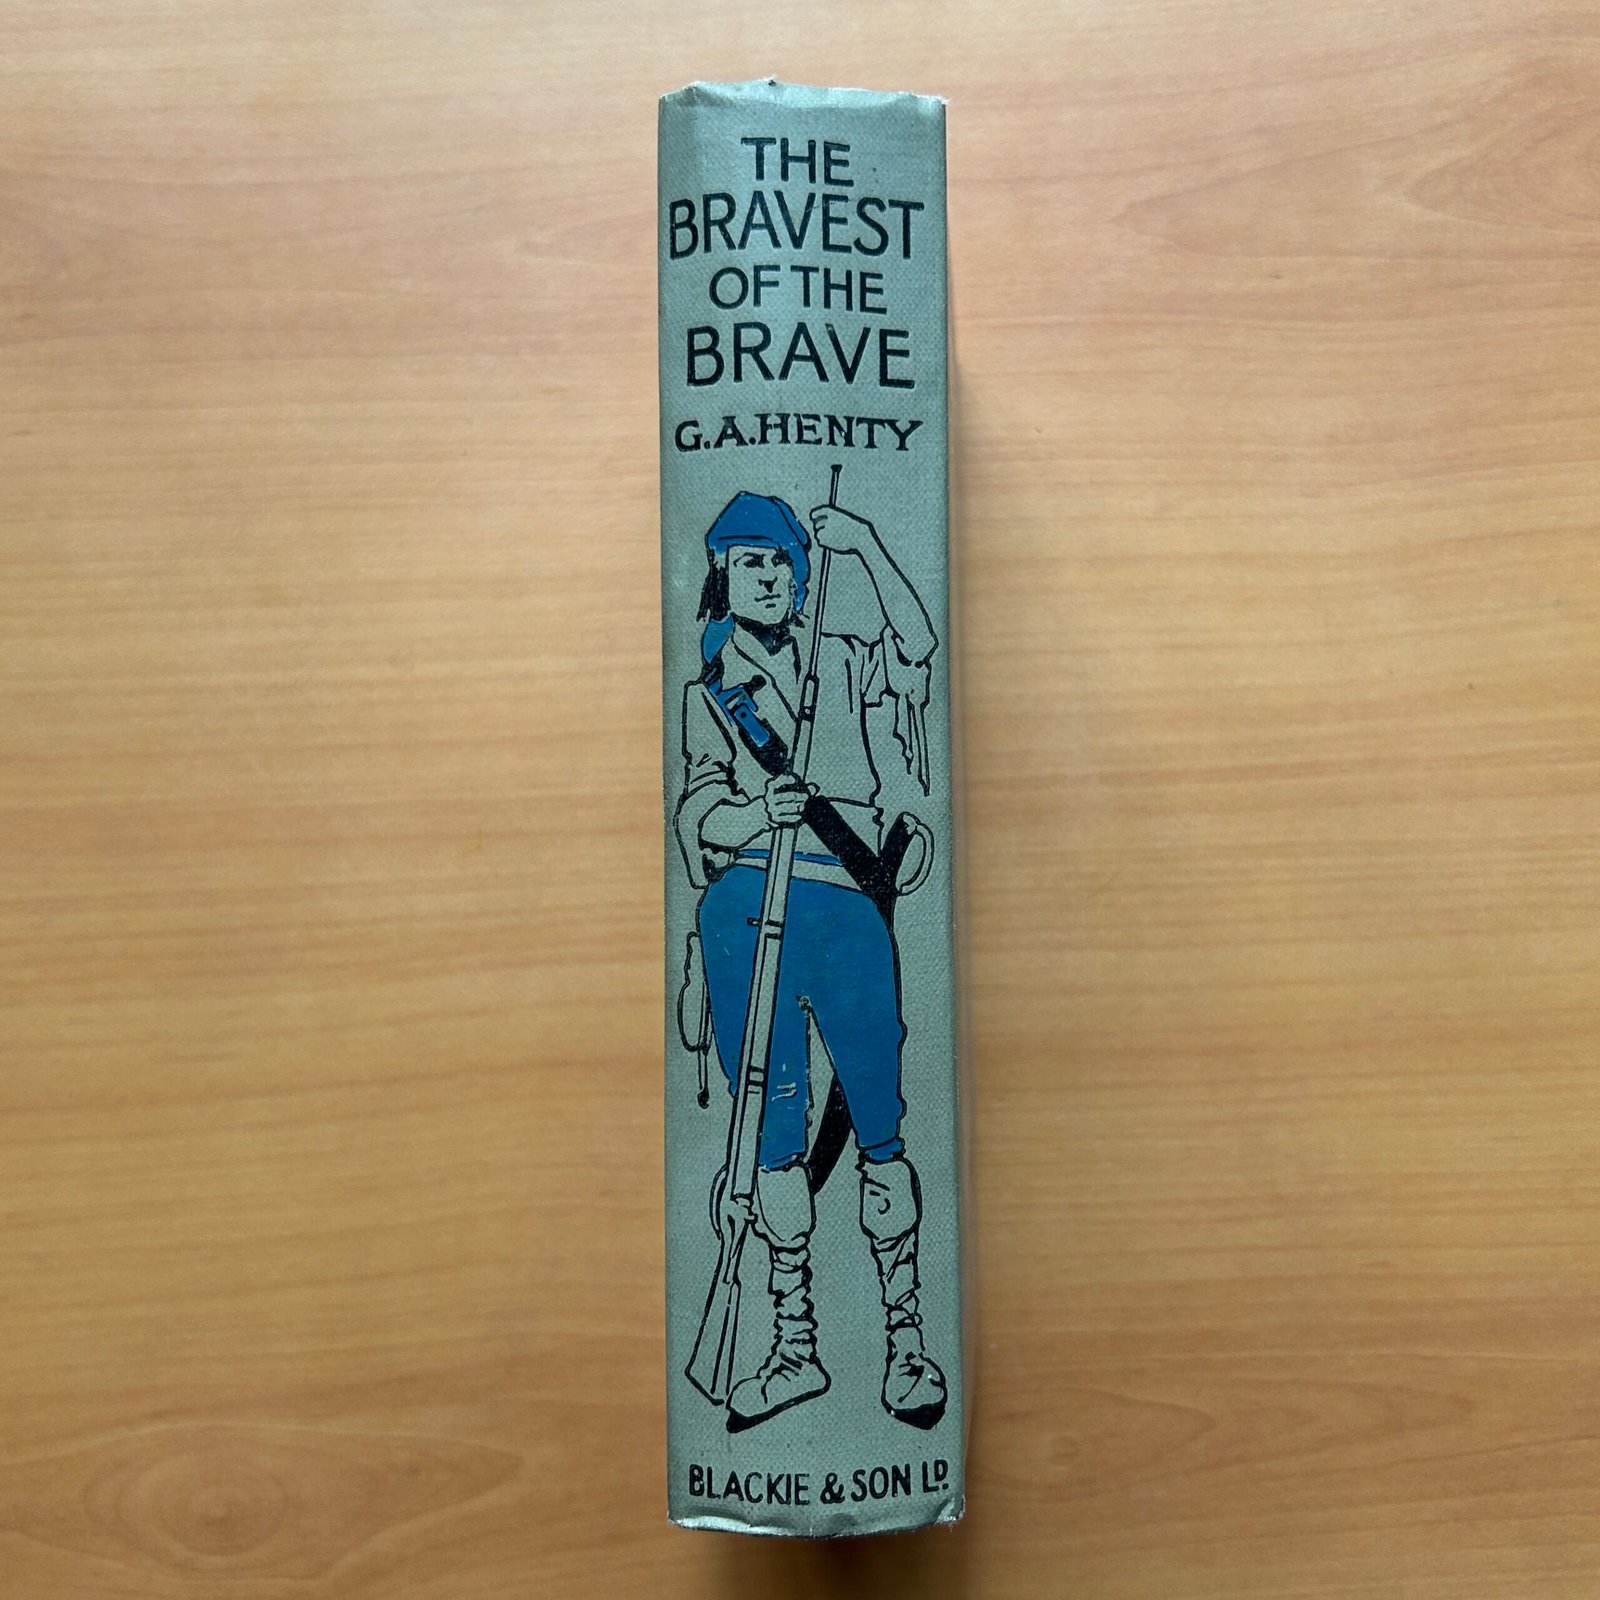 THE
BRAVEST
OF THE
BRAVE
G.A.HENTY
BLACKIE & SON LD.